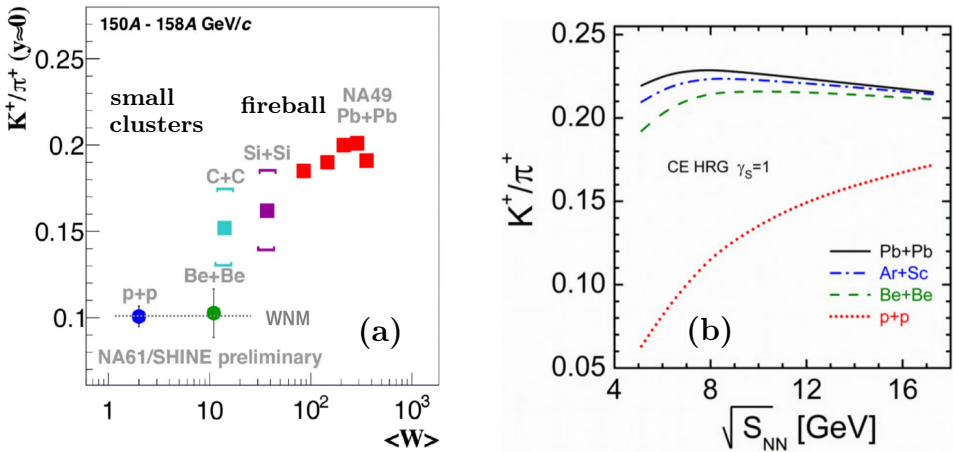 150A - 158A GeV/c
K⁺/π⁺ (y≈0)
0.25
0.2
0.15
0.1
small
clusters
fireball
NA49
Pb+Pb
Si+Si
C+C
Be+Be
p+p
WNM
(a)
NA61/SHINE preliminary
1
10
10²
10³
<W>
K⁺/π⁺
0.25
0.20
0.15
0.10
0.05
CE HRG γS=1
Pb+Pb
Ar+Sc
Be+Be
p+p
(b)
4
8
12
16
√SNN [GeV]